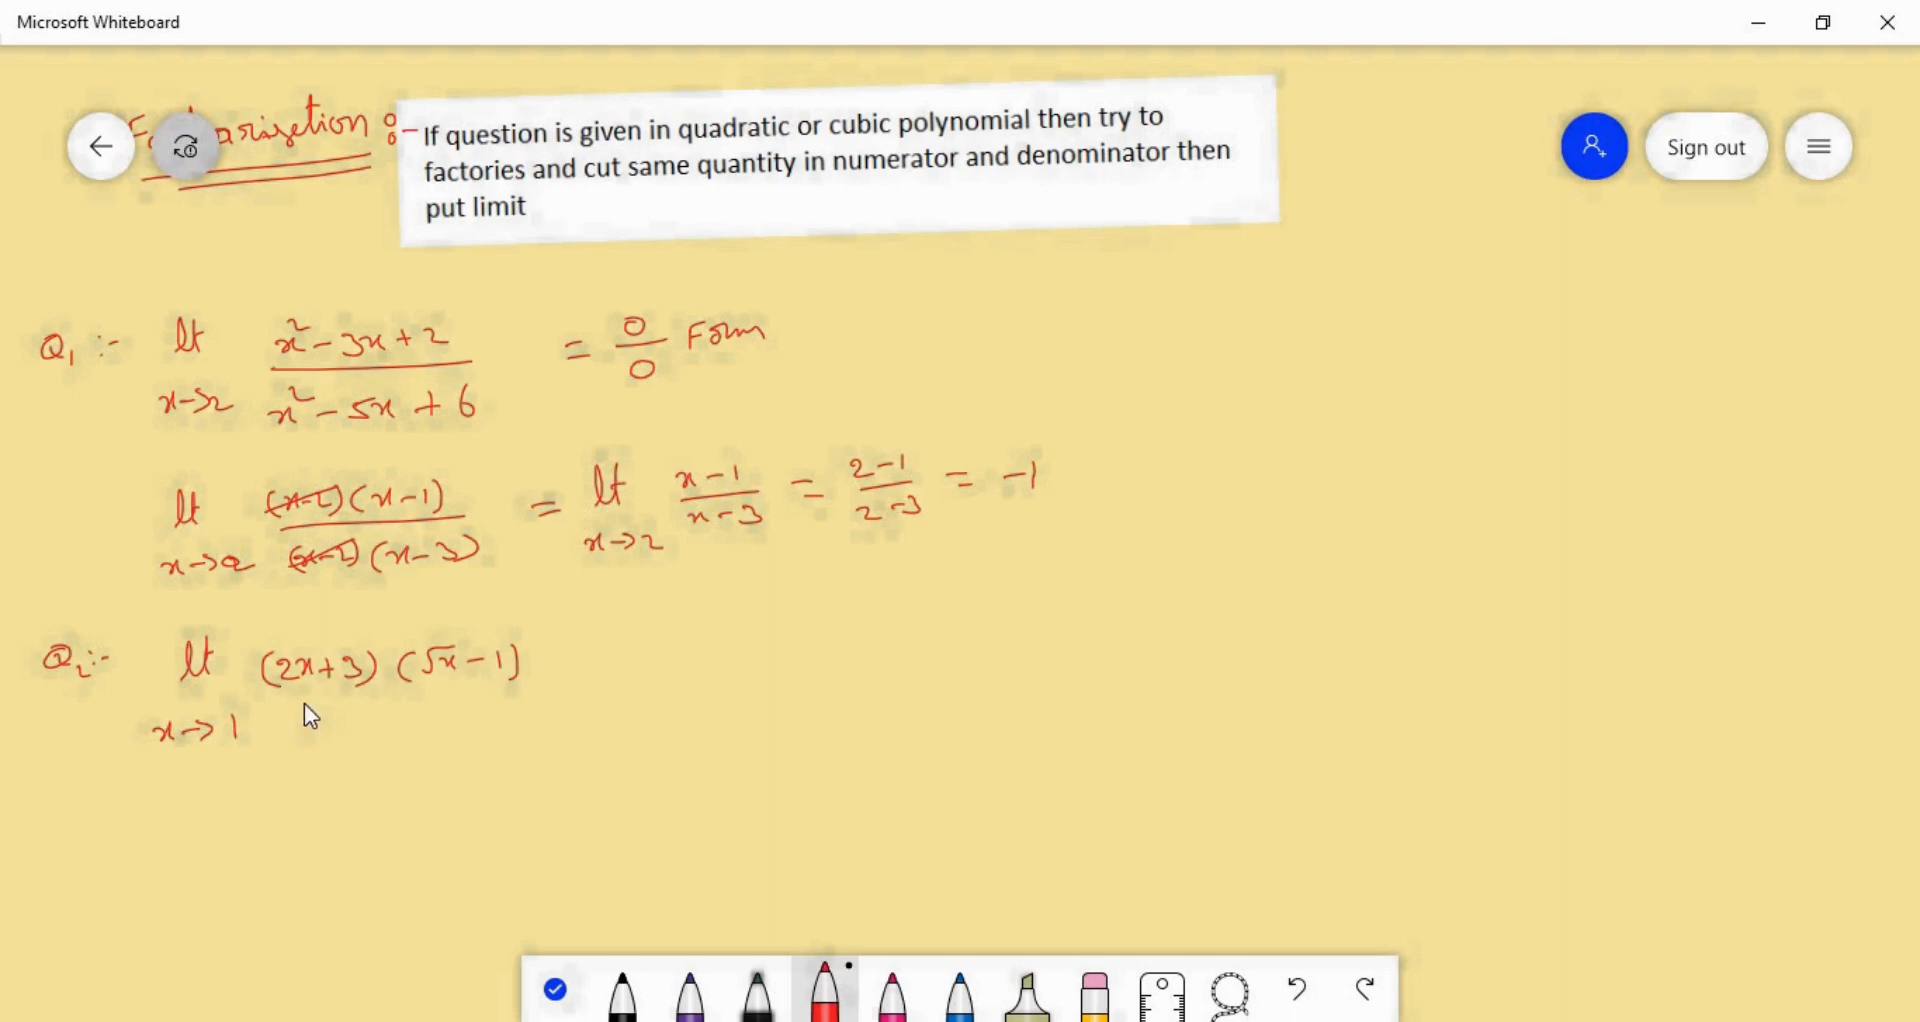 Microsoft Whiteboard
If question is given in quadratic or cubic polynomial then try to
factories and cut same quantity in numerator and denominator then
put limit
Sign out
Q₁ :- lt x→2 (x² - 3x + 2)/(x² - 5x + 6) = 0/0 Form
lt x→2 (x-2)(x-1)/(x-2)(x-3) = lt x→2 (x-1)/(x-3) = (2-1)/(2-3) = -1
Q₂ :- lt x→1 (2x+3)(√x - 1)